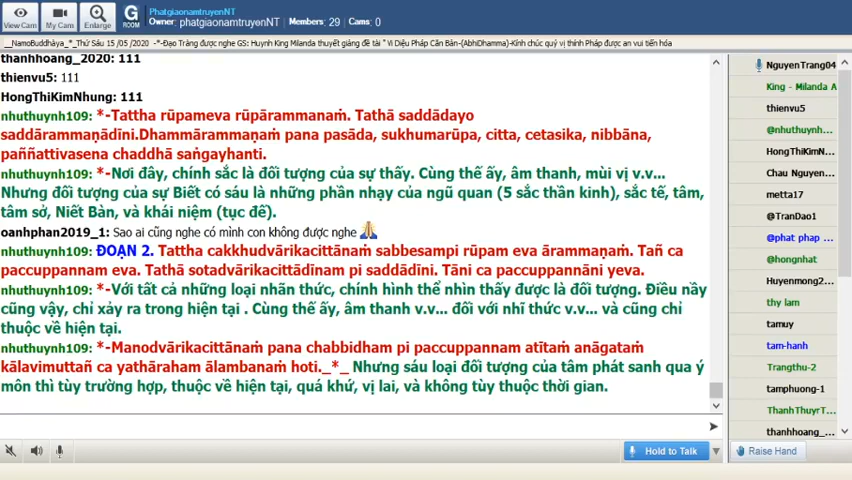 PhatgiaonamtruyenNT
Owner: phatgiaonamtruyenNT Members: 29 Cams: 0
View Cam
My Cam
Enlarge
G
ROOM
__NamoBuddhàya_*_Thứ Sáu 15 /05 /2020 -*-Đạo Tràng được nghe GS: Huynh King Milanda thuyết giảng đề tài " Vi Diệu Pháp Căn Bản-(AbhiDhamma)-Kính chúc quý vị thính Pháp được an vui tiến hóa
thanhhoang_2020: 111
thienvu5: 111
HongThiKimNhung: 111
nhuthuynh109: *-Tattha rūpameva rūpārammanaṁ. Tathā saddādayo
saddārammaṇādīni.Dhammārammaṇaṁ pana pasāda, sukhumarūpa, citta, cetasika, nibbāna,
paññattivasena chaddhā saṅgayhanti.
nhuthuynh109: *-Nơi đây, chính sắc là đối tượng của sự thấy. Cùng thế ấy, âm thanh, mùi vị v.v...
Nhưng đối tượng của sự Biết có sáu là những phần nhạy của ngũ quan (5 sắc thần kinh), sắc tế, tâm,
tâm sở, Niết Bàn, và khái niệm (tục đế).
oanhphan2019_1: Sao ai cũng nghe có mình con không được nghe
nhuthuynh109: ĐOẠN 2. Tattha cakkhudvārikacittānaṁ sabbesampi rūpam eva ārammaṇaṁ. Tañ ca
paccuppannam eva. Tathā sotadvārikacittādīnam pi saddādīni. Tāni ca paccuppannāni yeva.
nhuthuynh109: *-Với tất cả những loại nhãn thức, chính hình thể nhìn thấy được là đối tượng. Điều nầy
cũng vậy, chỉ xảy ra trong hiện tại . Cùng thế ấy, âm thanh v.v... đối với nhĩ thức v.v... và cũng chỉ
thuộc về hiện tại.
nhuthuynh109: *-Manodvārikacittānaṁ pana chabbidham pi paccuppannam atītaṁ anāgataṁ
kālavimuttañ ca yathārahaṁ ālambanaṁ hoti._*_ Nhưng sáu loại đối tượng của tâm phát sanh qua ý
môn thì tùy trường hợp, thuộc về hiện tại, quá khứ, vị lai, và không tùy thuộc thời gian.
NguyenTrang04
King - Milanda A
thienvu5
@nhuthuynh...
HongThiKimN...
Chau Nguyen...
metta17
@TranDao1
@phat phap ...
@hongnhat
Huyenmong2...
thy lam
tamuy
tam-hanh
Trangthu-2
tamphuong-1
ThanhThuyrT...
thanhhoang_...
Hold to Talk
Raise Hand